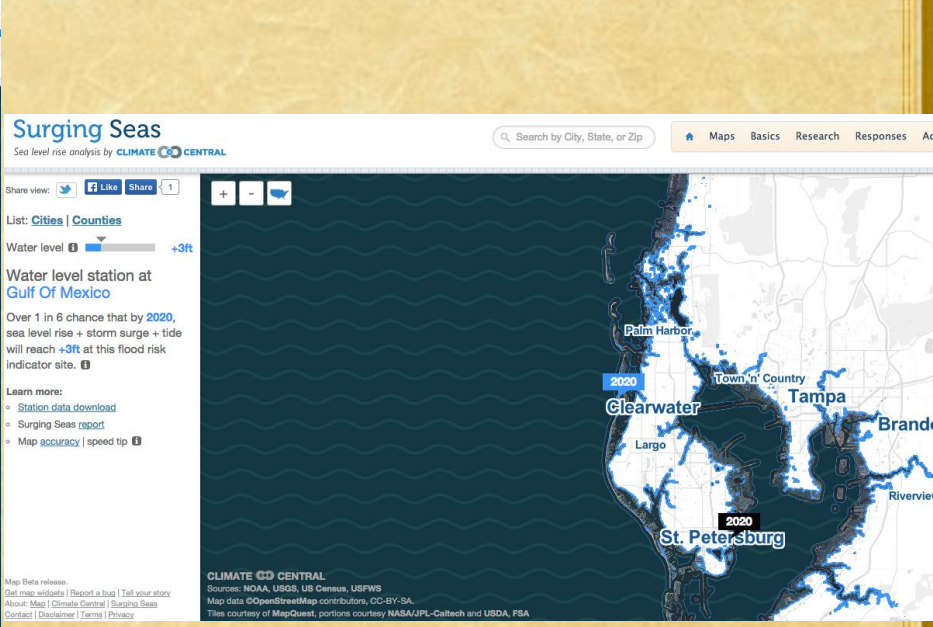 Surging Seas
Sea level rise analysis by CLIMATE CENTRAL
Search by City, State, or Zip
Maps Basics Research Responses
Share view: Like Share 1
List: Cities | Counties
Water level +3ft
Water level station at
Gulf Of Mexico
Over 1 in 6 chance that by 2020,
sea level rise + storm surge + tide
will reach +3ft at this flood risk
indicator site.
Learn more:
Station data download
Surging Seas report
Map accuracy | speed tip
Map Beta release.
Get map widgets | Report a bug | Tell your story
About: Map | Climate Central | Surging Seas
Contact | Disclaimer | Terms | Privacy
+ -
Palm Harbor
2020
Town 'n' Country
Clearwater
Tampa
Brand
Largo
Riverview
2020
St. Petersburg
CLIMATE CENTRAL
Sources: NOAA, USGS, US Census, USFWS
Map data ©OpenStreetMap contributors, CC-BY-SA.
Tiles courtesy of MapQuest, portions courtesy NASA/JPL-Caltech and USDA, FSA